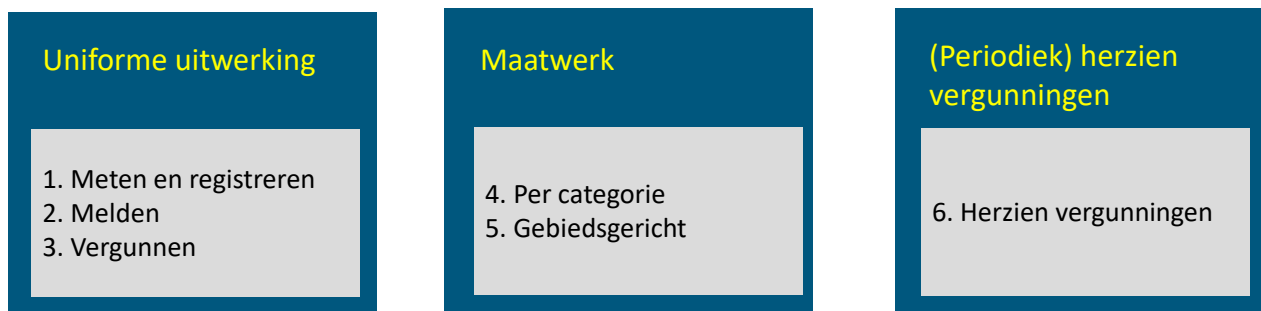 Uniforme uitwerking
1. Meten en registreren
2. Melden
3. Vergunnen
Maatwerk
4. Per categorie
5. Gebiedsgericht
(Periodiek) herzien
vergunningen
6. Herzien vergunningen